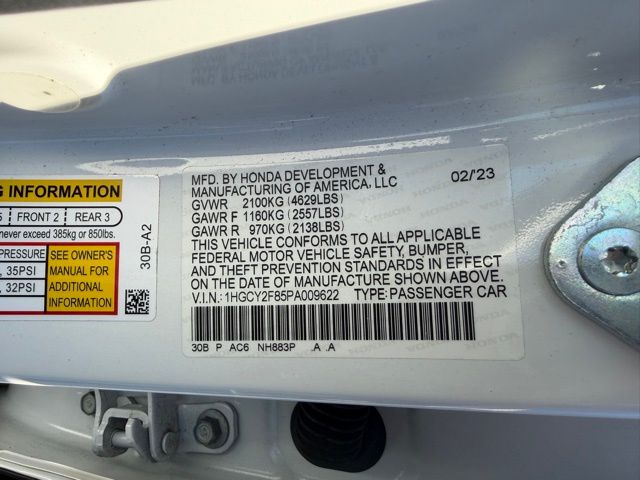 MFD. BY HONDA DEVELOPMENT &
MANUFACTURING OF AMERICA, LLC 02/23
GVWR 2100KG (4629LBS)
GAWR F 1160KG (2557LBS)
GAWR R 970KG (2138LBS)
THIS VEHICLE CONFORMS TO ALL APPLICABLE
FEDERAL MOTOR VEHICLE SAFETY, BUMPER,
AND THEFT PREVENTION STANDARDS IN EFFECT
ON THE DATE OF MANUFACTURE SHOWN ABOVE.
V.I.N.: 1HGCY2F85PA009622 TYPE: PASSENGER CAR
30B P AC6 NH883P .A .A
INFORMATION
5 FRONT 2 REAR 3
never exceed 385kg or 850lbs.
PRESSURE
, 35PSI
, 32PSI
SEE OWNER'S
MANUAL FOR
ADDITIONAL
INFORMATION
30B-A2